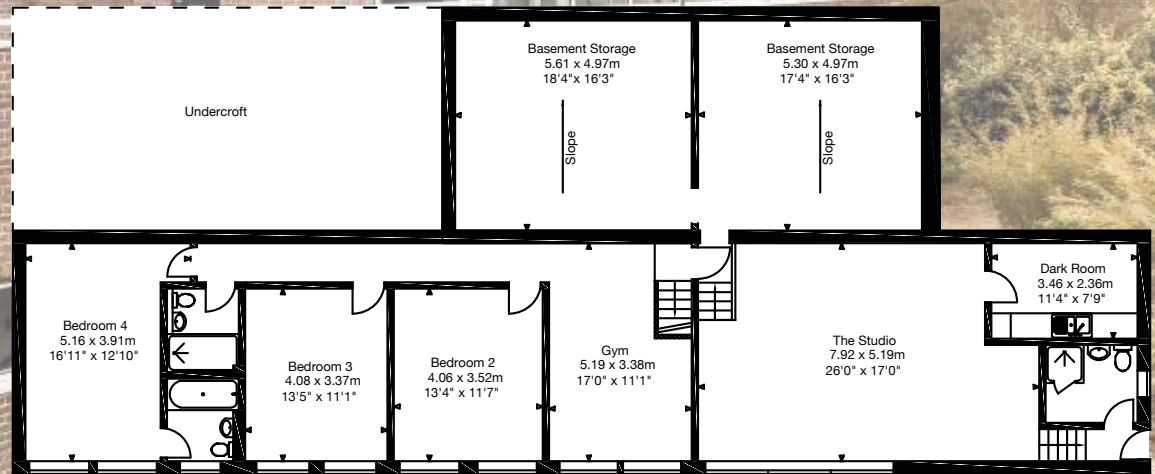 Undercroft
Basement Storage
5.61 x 4.97m
18'4"x 16'3"
Slope
Basement Storage
5.30 x 4.97m
17'4" x 16'3"
Slope
Bedroom 4
5.16 x 3.91m
16'11" x 12'10"
Bedroom 3
4.08 x 3.37m
13'5" x 11'1"
Bedroom 2
4.06 x 3.52m
13'4" x 11'7"
Gym
5.19 x 3.38m
17'0" x 11'1"
The Studio
7.92 x 5.19m
26'0" x 17'0"
Dark Room
3.46 x 2.36m
11'4" x 7'9"